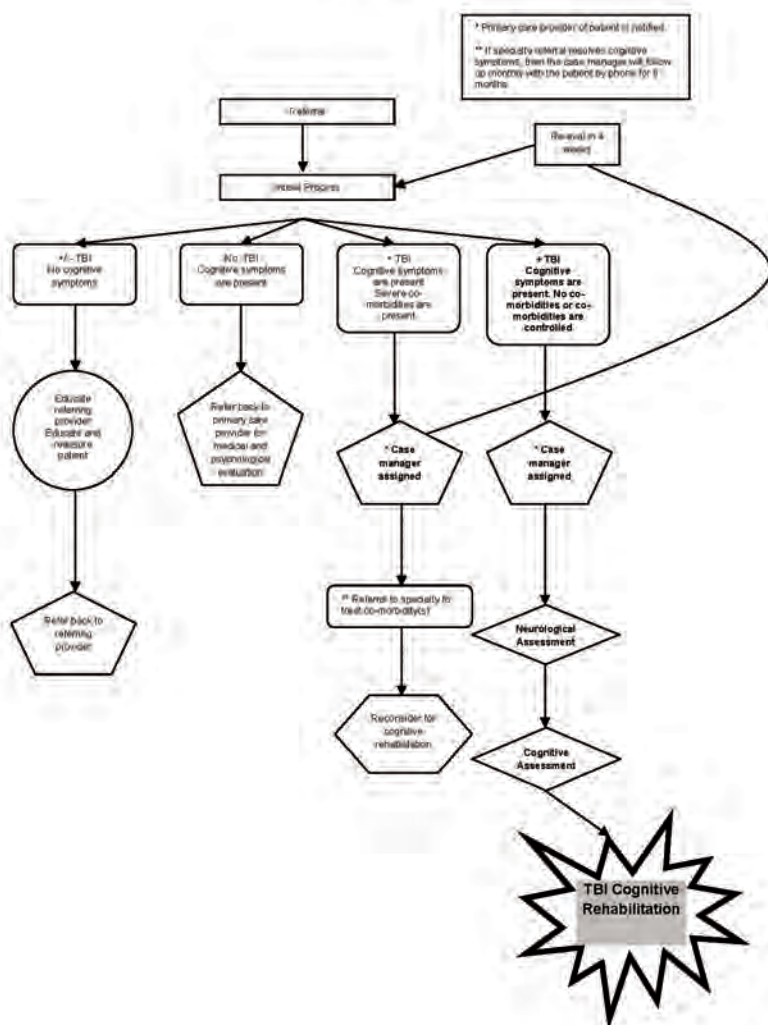 * Primary care provider of patient is notified.
** If specialty referral resolves cognitive
symptoms, then the case manager will follow
up monthly with the patient by phone for 6
months
Referral
Re-eval in 4
weeks
Initial Process
+/- TBI
No cognitive
symptoms
No TBI
Cognitive symptoms
are present
+ TBI
Cognitive symptoms
are present
Severe co-
morbidities are
present
+ TBI
Cognitive
symptoms are
present. No co-
morbidities or co-
morbidities are
controlled.
Educate
referring
provider
Educate and
reassure
patient
Refer back to
primary care
provider for
medical and
psychological
evaluation
* Case
manager
assigned
* Case
manager
assigned
** Referral to specialty to
treat co-morbidity(s)
Refer back to
referring
provider
Neurological
Assessment
Reconsider for
cognitive
rehabilitation
Cognitive
Assessment
TBI Cognitive
Rehabilitation